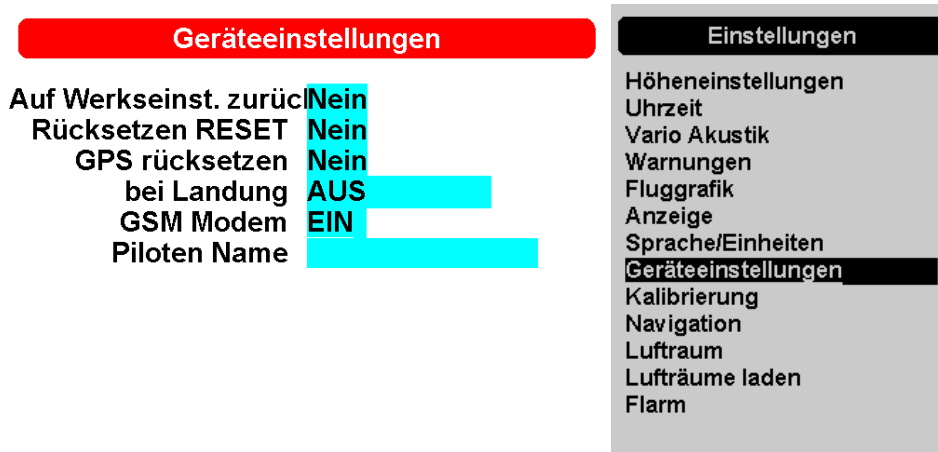 Geräteeinstellungen
Auf Werkseinst. zurüc Nein
Rücksetzen RESET Nein
GPS rücksetzen Nein
bei Landung AUS
GSM Modem EIN
Piloten Name
Einstellungen
Höheneinstellungen
Uhrzeit
Vario Akustik
Warnungen
Fluggrafik
Anzeige
Sprache/Einheiten
Geräteeinstellungen
Kalibrierung
Navigation
Luftraum
Lufträume laden
Flarm